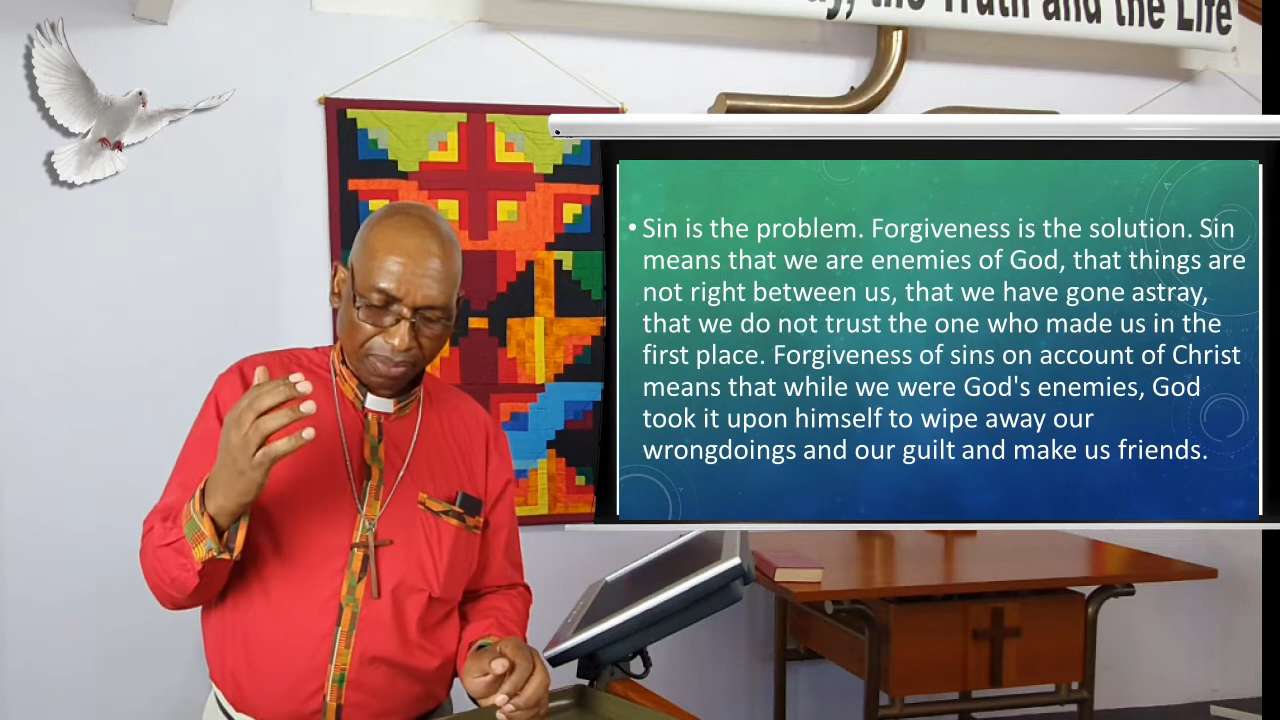 the Truth and the Life
• Sin is the problem. Forgiveness is the solution. Sin
means that we are enemies of God, that things are
not right between us, that we have gone astray,
that we do not trust the one who made us in the
first place. Forgiveness of sins on account of Christ
means that while we were God's enemies, God
took it upon himself to wipe away our
wrongdoings and our guilt and make us friends.